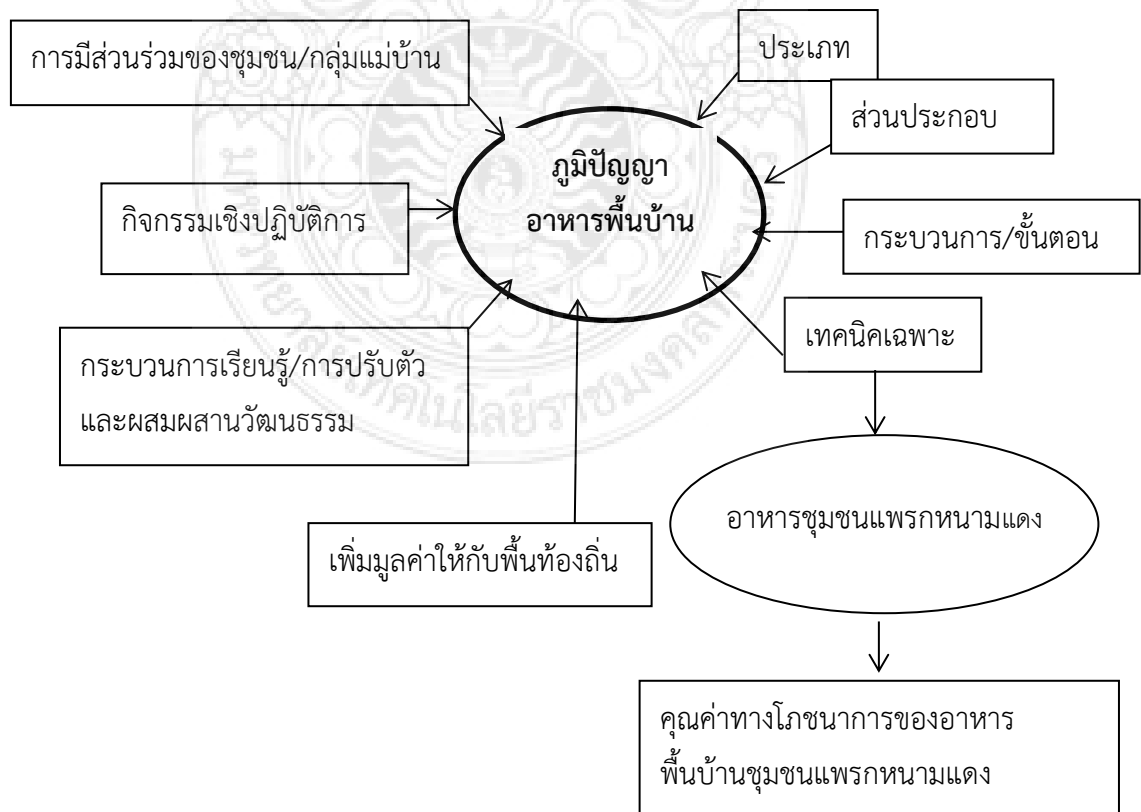 การมีส่วนร่วมของชุมชน/กลุ่มแม่บ้าน
ประเภท
ส่วนประกอบ
ภูมิปัญญา
อาหารพื้นบ้าน
กิจกรรมเชิงปฏิบัติการ
กระบวนการ/ขั้นตอน
เทคนิคเฉพาะ
กระบวนการเรียนรู้/การปรับตัว
และผสมผสานวัฒนธรรม
อาหารชุมชนแพรกหนามแดง
เพิ่มมูลค่าให้กับพื้นท้องถิ่น
คุณค่าทางโภชนาการของอาหาร
พื้นบ้านชุมชนแพรกหนามแดง